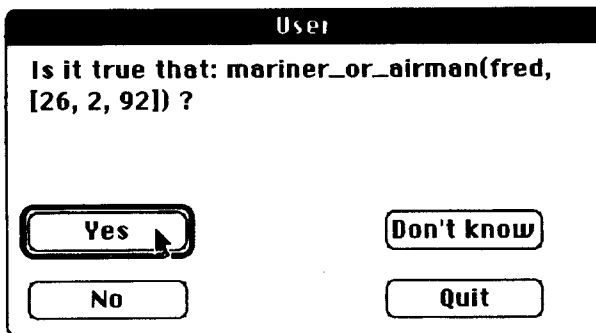 User
Is it true that: mariner_or_airman(fred,
[26, 2, 92]) ?
Yes
Don't know
No
Quit